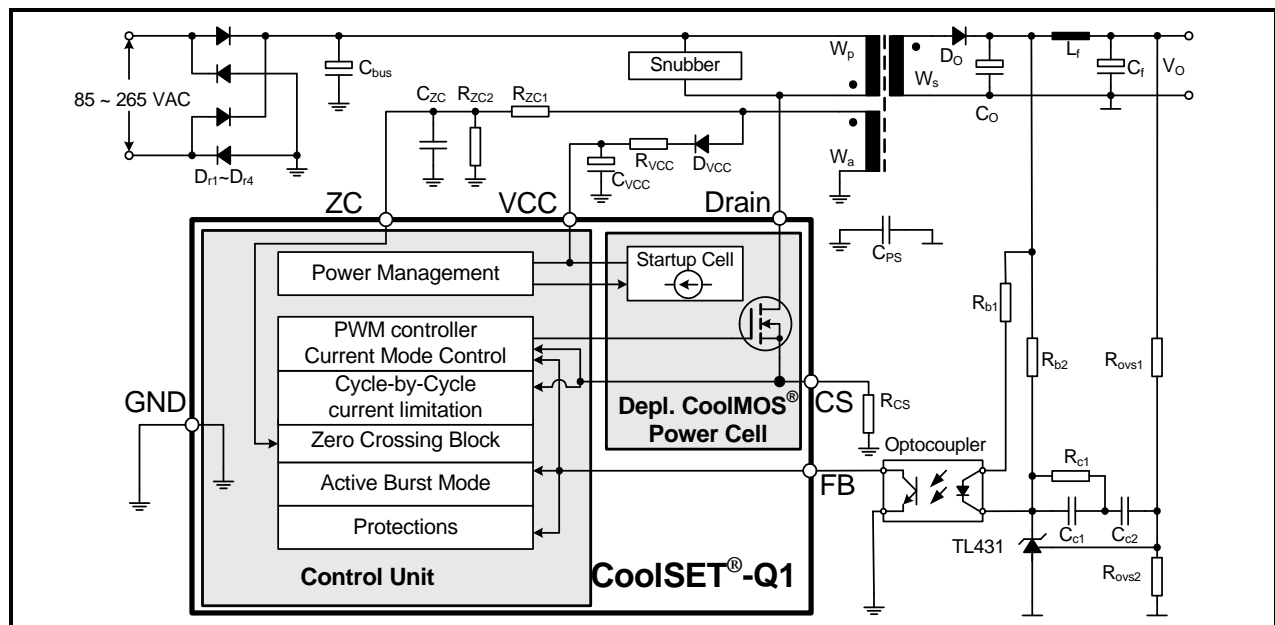 85 ~ 265 VAC
Dr1~Dr4
Cbus
Snubber
Wp
Ws
DO
CO
Lf
Cf
VO
CZC
RZC2
RZC1
RVCC
DVCC
CVCC
Wa
ZC
VCC
Drain
CPS
Power Management
Startup Cell
PWM controller
Current Mode Control
Cycle-by-Cycle
current limitation
Zero Crossing Block
Active Burst Mode
Protections
Control Unit
Depl. CoolMOS®
Power Cell
CoolSET®-Q1
GND
CS
RCS
FB
Optocoupler
Rb1
Rb2
Rovs1
Rc1
Cc1
Cc2
TL431
Rovs2